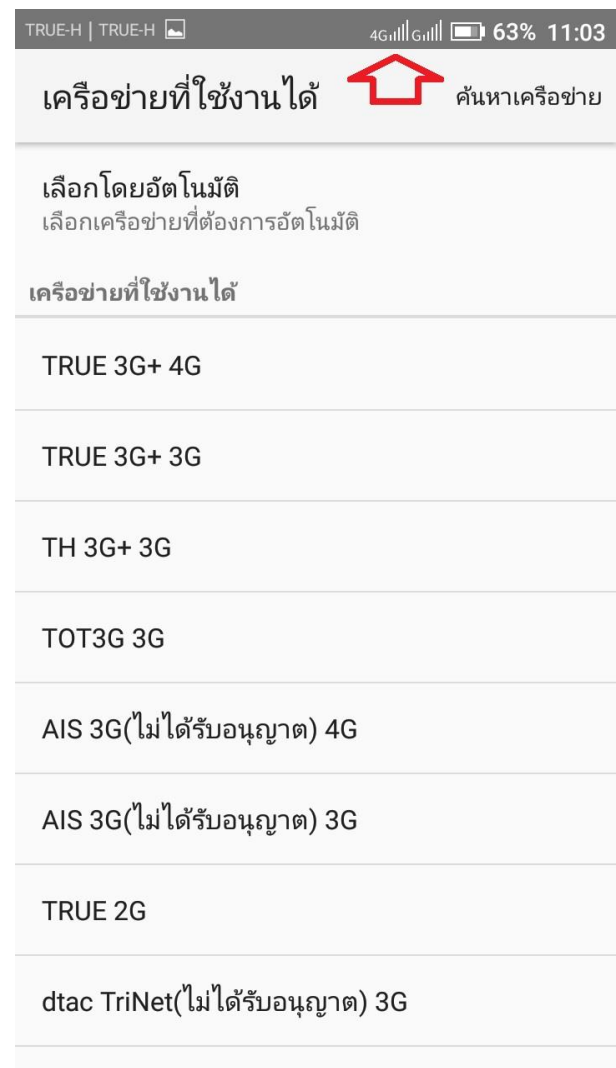 TRUE-H | TRUE-H 4G G 63% 11:03
เครือข่ายที่ใช้งานได้ ค้นหาเครือข่าย
เลือกโดยอัตโนมัติ
เลือกเครือข่ายที่ต้องการอัตโนมัติ
เครือข่ายที่ใช้งานได้
TRUE 3G+ 4G
TRUE 3G+ 3G
TH 3G+ 3G
TOT3G 3G
AIS 3G(ไม่ได้รับอนุญาต) 4G
AIS 3G(ไม่ได้รับอนุญาต) 3G
TRUE 2G
dtac TriNet(ไม่ได้รับอนุญาต) 3G